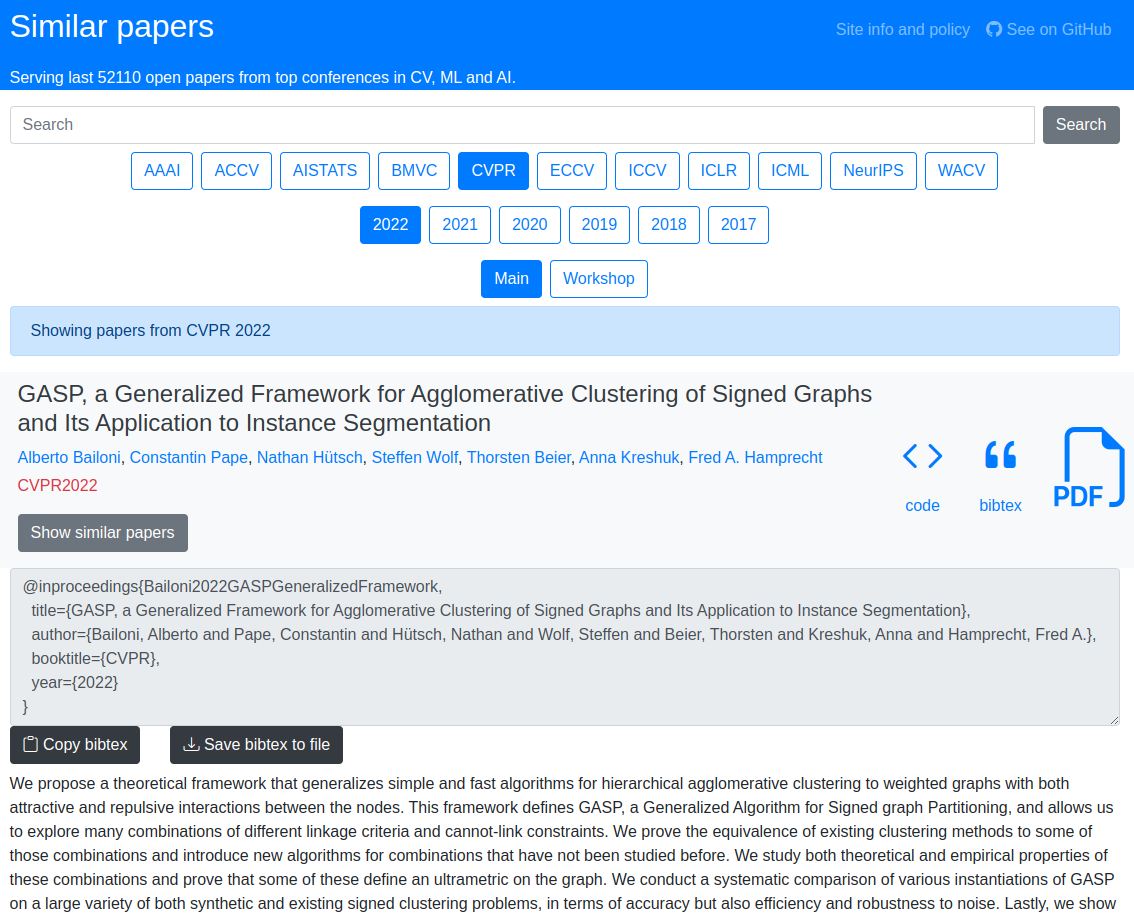 Similar papers
Site info and policy
See on GitHub
Serving last 52110 open papers from top conferences in CV, ML and AI.
Search
Search
AAAI
ACCV
AISTATS
BMVC
CVPR
ECCV
ICCV
ICLR
ICML
NeurIPS
WACV
2022
2021
2020
2019
2018
2017
Main
Workshop
Showing papers from CVPR 2022
GASP, a Generalized Framework for Agglomerative Clustering of Signed Graphs
and Its Application to Instance Segmentation
Alberto Bailoni, Constantin Pape, Nathan Hütsch, Steffen Wolf, Thorsten Beier, Anna Kreshuk, Fred A. Hamprecht
CVPR2022
code
bibtex
PDF
Show similar papers
@inproceedings{Bailoni2022GASPGeneralizedFramework,
title={GASP, a Generalized Framework for Agglomerative Clustering of Signed Graphs and Its Application to Instance Segmentation},
author={Bailoni, Alberto and Pape, Constantin and Hütsch, Nathan and Wolf, Steffen and Beier, Thorsten and Kreshuk, Anna and Hamprecht, Fred A.},
booktitle={CVPR},
year={2022}
}
Copy bibtex
Save bibtex to file
We propose a theoretical framework that generalizes simple and fast algorithms for hierarchical agglomerative clustering to weighted graphs with both
attractive and repulsive interactions between the nodes. This framework defines GASP, a Generalized Algorithm for Signed graph Partitioning, and allows us
to explore many combinations of different linkage criteria and cannot-link constraints. We prove the equivalence of existing clustering methods to some of
those combinations and introduce new algorithms for combinations that have not been studied before. We study both theoretical and empirical properties of
these combinations and prove that some of these define an ultrametric on the graph. We conduct a systematic comparison of various instantiations of GASP
on a large variety of both synthetic and existing signed clustering problems, in terms of accuracy but also efficiency and robustness to noise. Lastly, we show